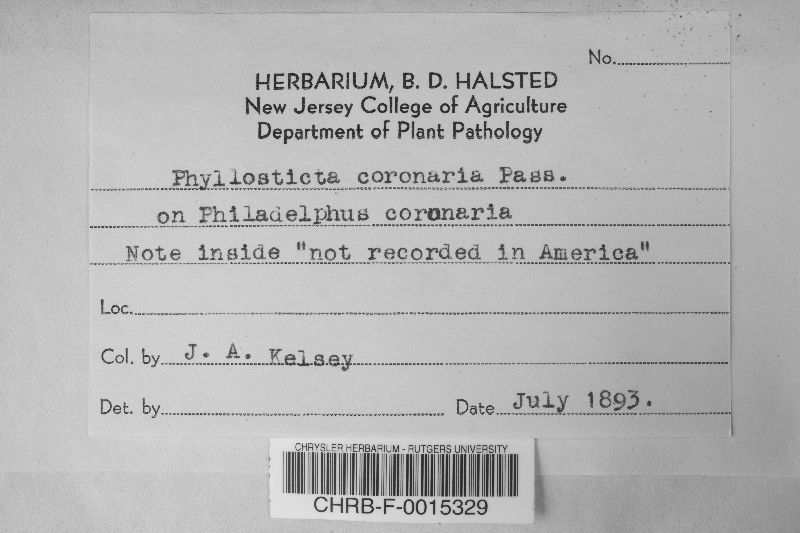 No.
HERBARIUM, B. D. HALSTED
New Jersey College of Agriculture
Department of Plant Pathology
Phyllosticta coronaria Pass.
on Philadelphus coronaria
Note inside "not recorded in America"
Loc.
Col. by J. A. Kelsey
Det. by Date July 1893.
CHRYSLER HERBARIUM - RUTGERS UNIVERSITY
CHRB-F-0015329